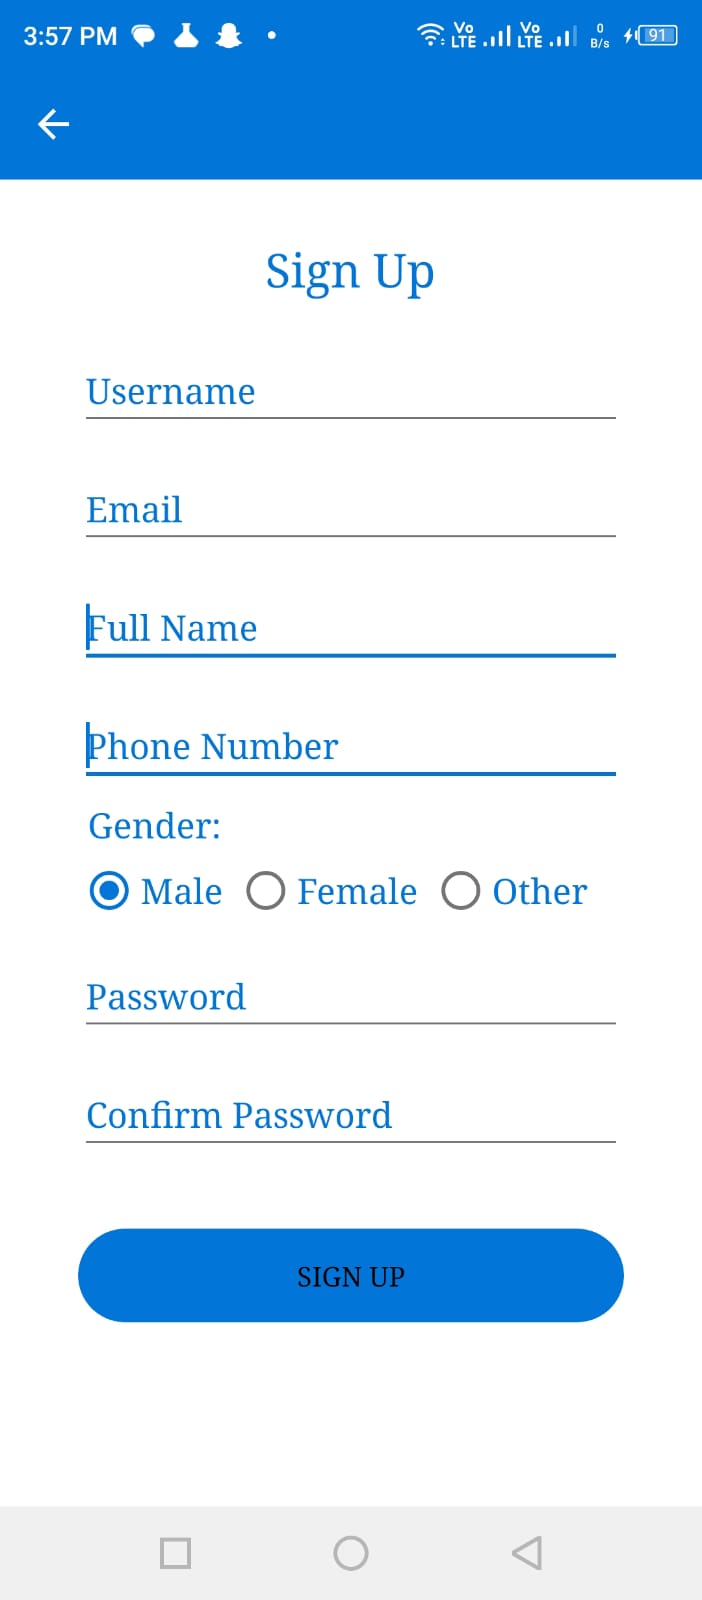 3:57 PM Vo LTE Vo LTE 0 B/s 91
Sign Up
Username
Email
Full Name
Phone Number
Gender:
Male Female Other
Password
Confirm Password
SIGN UP